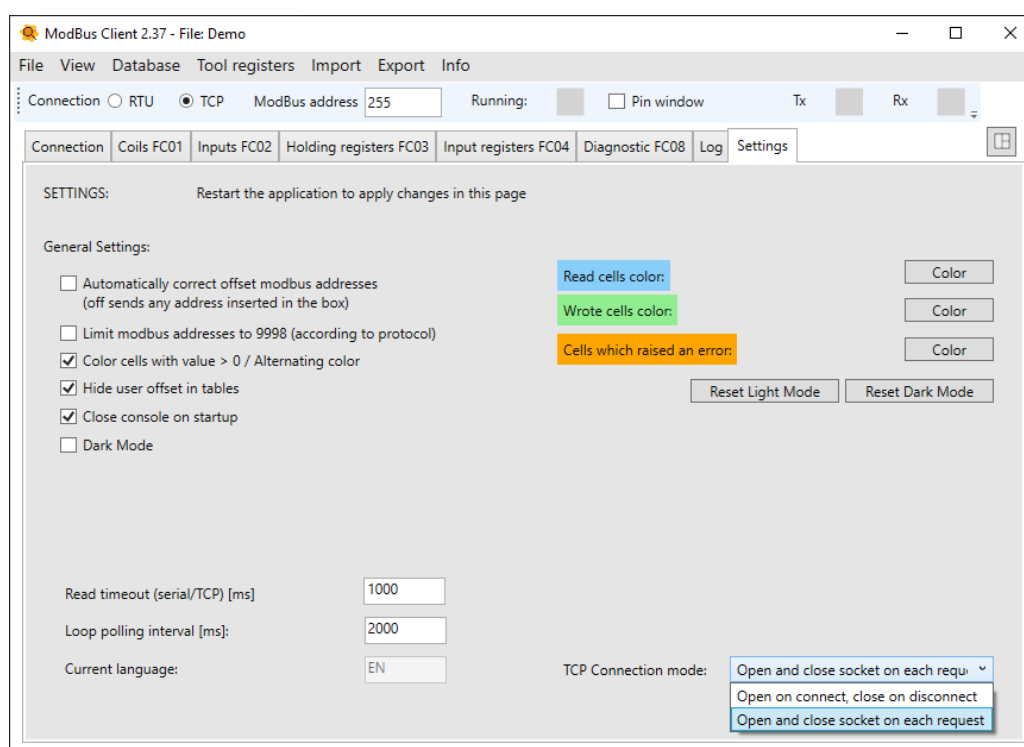 ModBus Client 2.37 - File: Demo
File View Database Tool registers Import Export Info
Connection RTU TCP ModBus address 255 Running: Pin window Tx Rx
Connection Coils FC01 Inputs FC02 Holding registers FC03 Input registers FC04 Diagnostic FC08 Log Settings
SETTINGS: Restart the application to apply changes in this page
General Settings:
Automatically correct offset modbus addresses
(off sends any address inserted in the box)
Limit modbus addresses to 9998 (according to protocol)
Color cells with value > 0 / Alternating color
Hide user offset in tables
Close console on startup
Dark Mode
Read cells color: Color
Wrote cells color: Color
Cells which raised an error: Color
Reset Light Mode Reset Dark Mode
Read timeout (serial/TCP) [ms] 1000
Loop polling interval [ms]: 2000
Current language: EN
TCP Connection mode: Open and close socket on each requ
Open on connect, close on disconnect
Open and close socket on each request